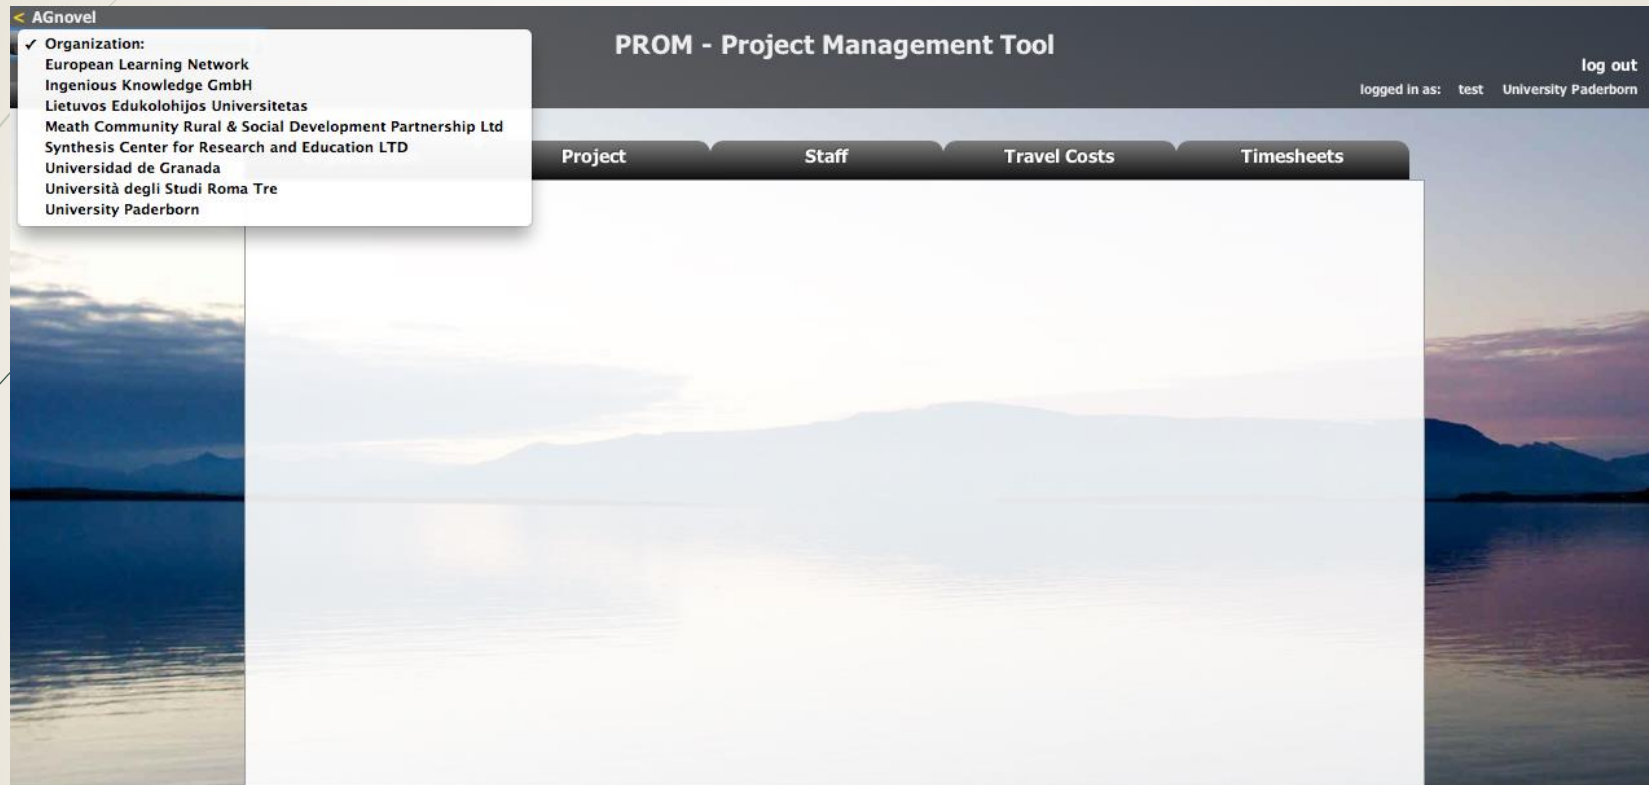 < AGnovel
✓ Organization:
European Learning Network
Ingenious Knowledge GmbH
Lietuvos Edukolohijos Universitetas
Meath Community Rural & Social Development Partnership Ltd
Synthesis Center for Research and Education LTD
Universidad de Granada
Università degli Studi Roma Tre
University Paderborn
PROM - Project Management Tool
log out
logged in as: test University Paderborn
Project Staff Travel Costs Timesheets